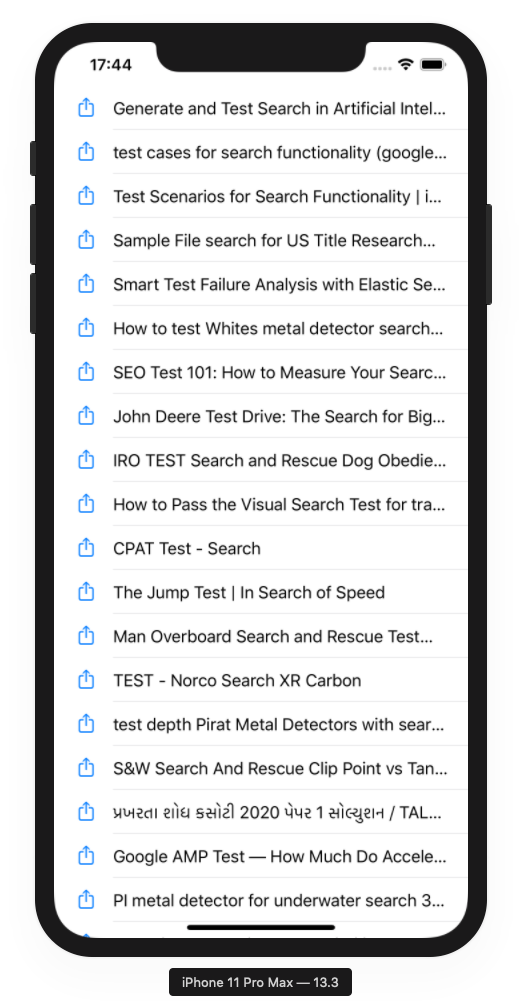 17:44
Generate and Test Search in Artificial Intel...
test cases for search functionality (google...
Test Scenarios for Search Functionality | i...
Sample File search for US Title Research...
Smart Test Failure Analysis with Elastic Se...
How to test Whites metal detector search...
SEO Test 101: How to Measure Your Searc...
John Deere Test Drive: The Search for Big...
IRO TEST Search and Rescue Dog Obedie...
How to Pass the Visual Search Test for tra...
CPAT Test - Search
The Jump Test | In Search of Speed
Man Overboard Search and Rescue Test...
TEST - Norco Search XR Carbon
test depth Pirat Metal Detectors with sear...
S&W Search And Rescue Clip Point vs Tan...
પ્રખરતા શોધ કસોટી 2020 પેપર 1 સોલ્યુશન / TAL...
Google AMP Test — How Much Do Accele...
PI metal detector for underwater search 3...
iPhone 11 Pro Max — 13.3